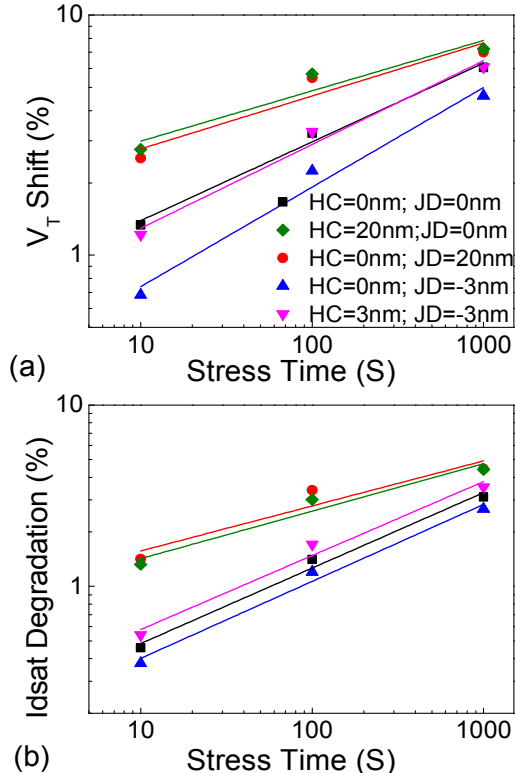 10
V_T Shift (%)
1
HC=0nm; JD=0nm
HC=20nm;JD=0nm
HC=0nm; JD=20nm
HC=0nm; JD=-3nm
HC=3nm; JD=-3nm
10 100 1000
(a) Stress Time (S)
10
Idsat Degradation (%)
1
10 100 1000
(b) Stress Time (S)